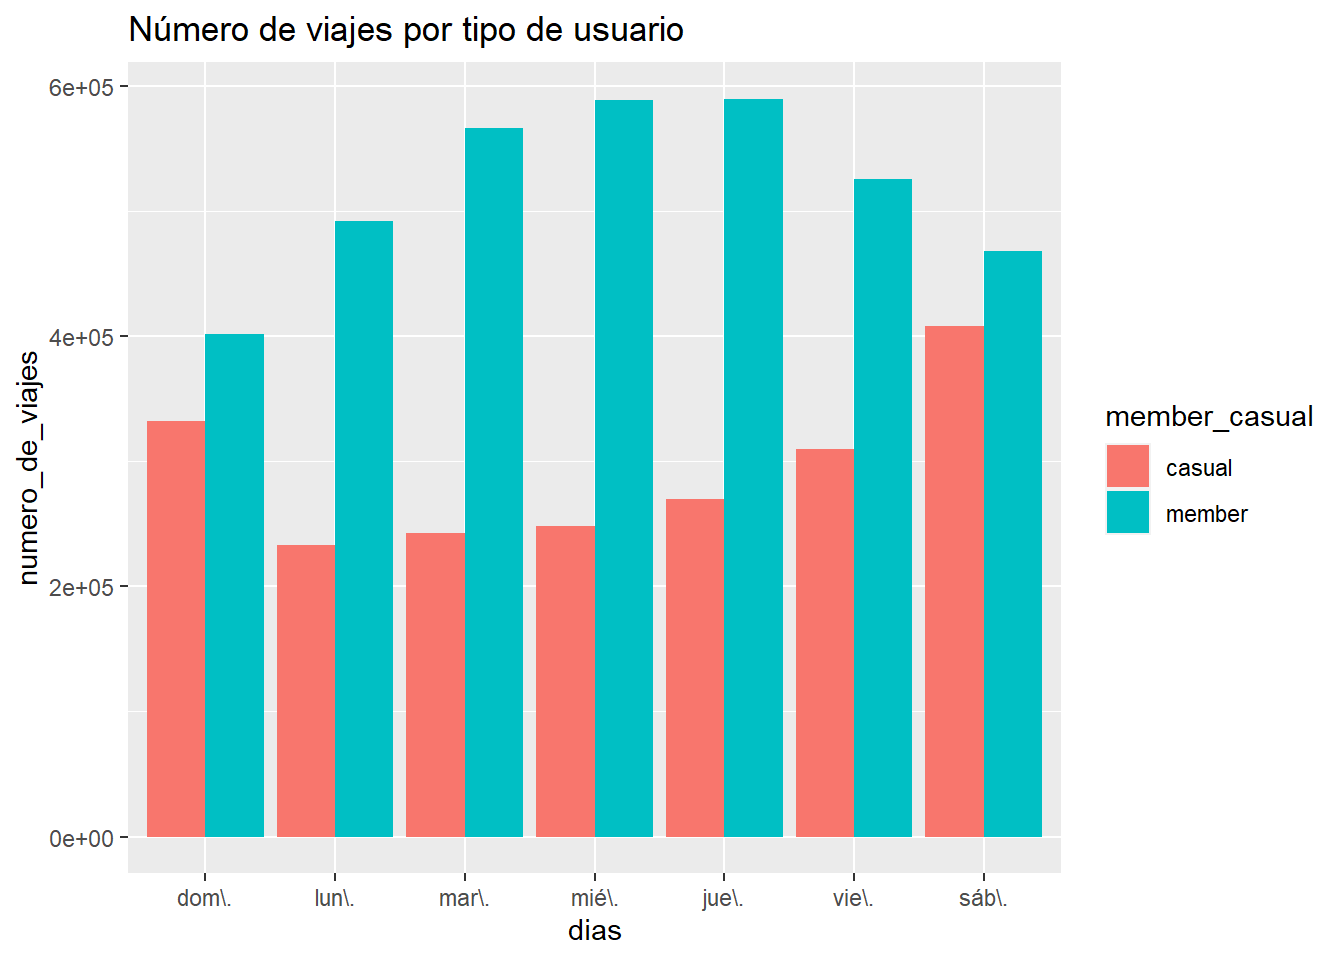 Número de viajes por tipo de usuario
6e+05
4e+05
2e+05
0e+00
numero_de_viajes
dom\. lun\. mar\. mié\. jue\. vie\. sáb\.
dias
member_casual
casual
member